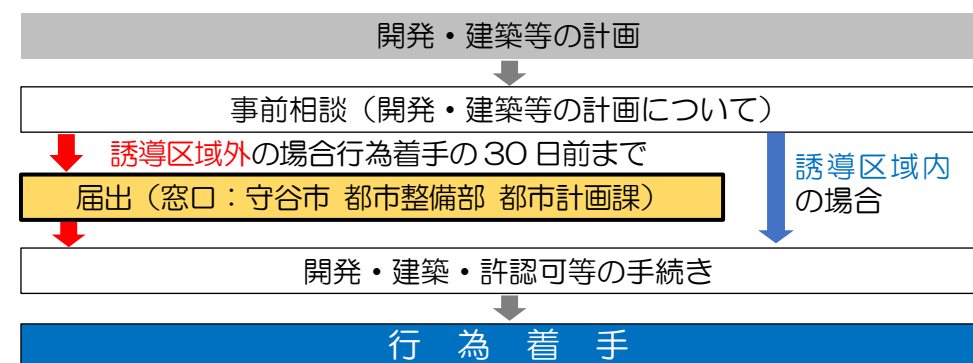 開発・建築等の計画
事前相談（開発・建築等の計画について）
誘導区域外の場合行為着手の30日前まで
誘導区域内
の場合
届出（窓口：守谷市 都市整備部 都市計画課）
開発・建築・許認可等の手続き
行為着手